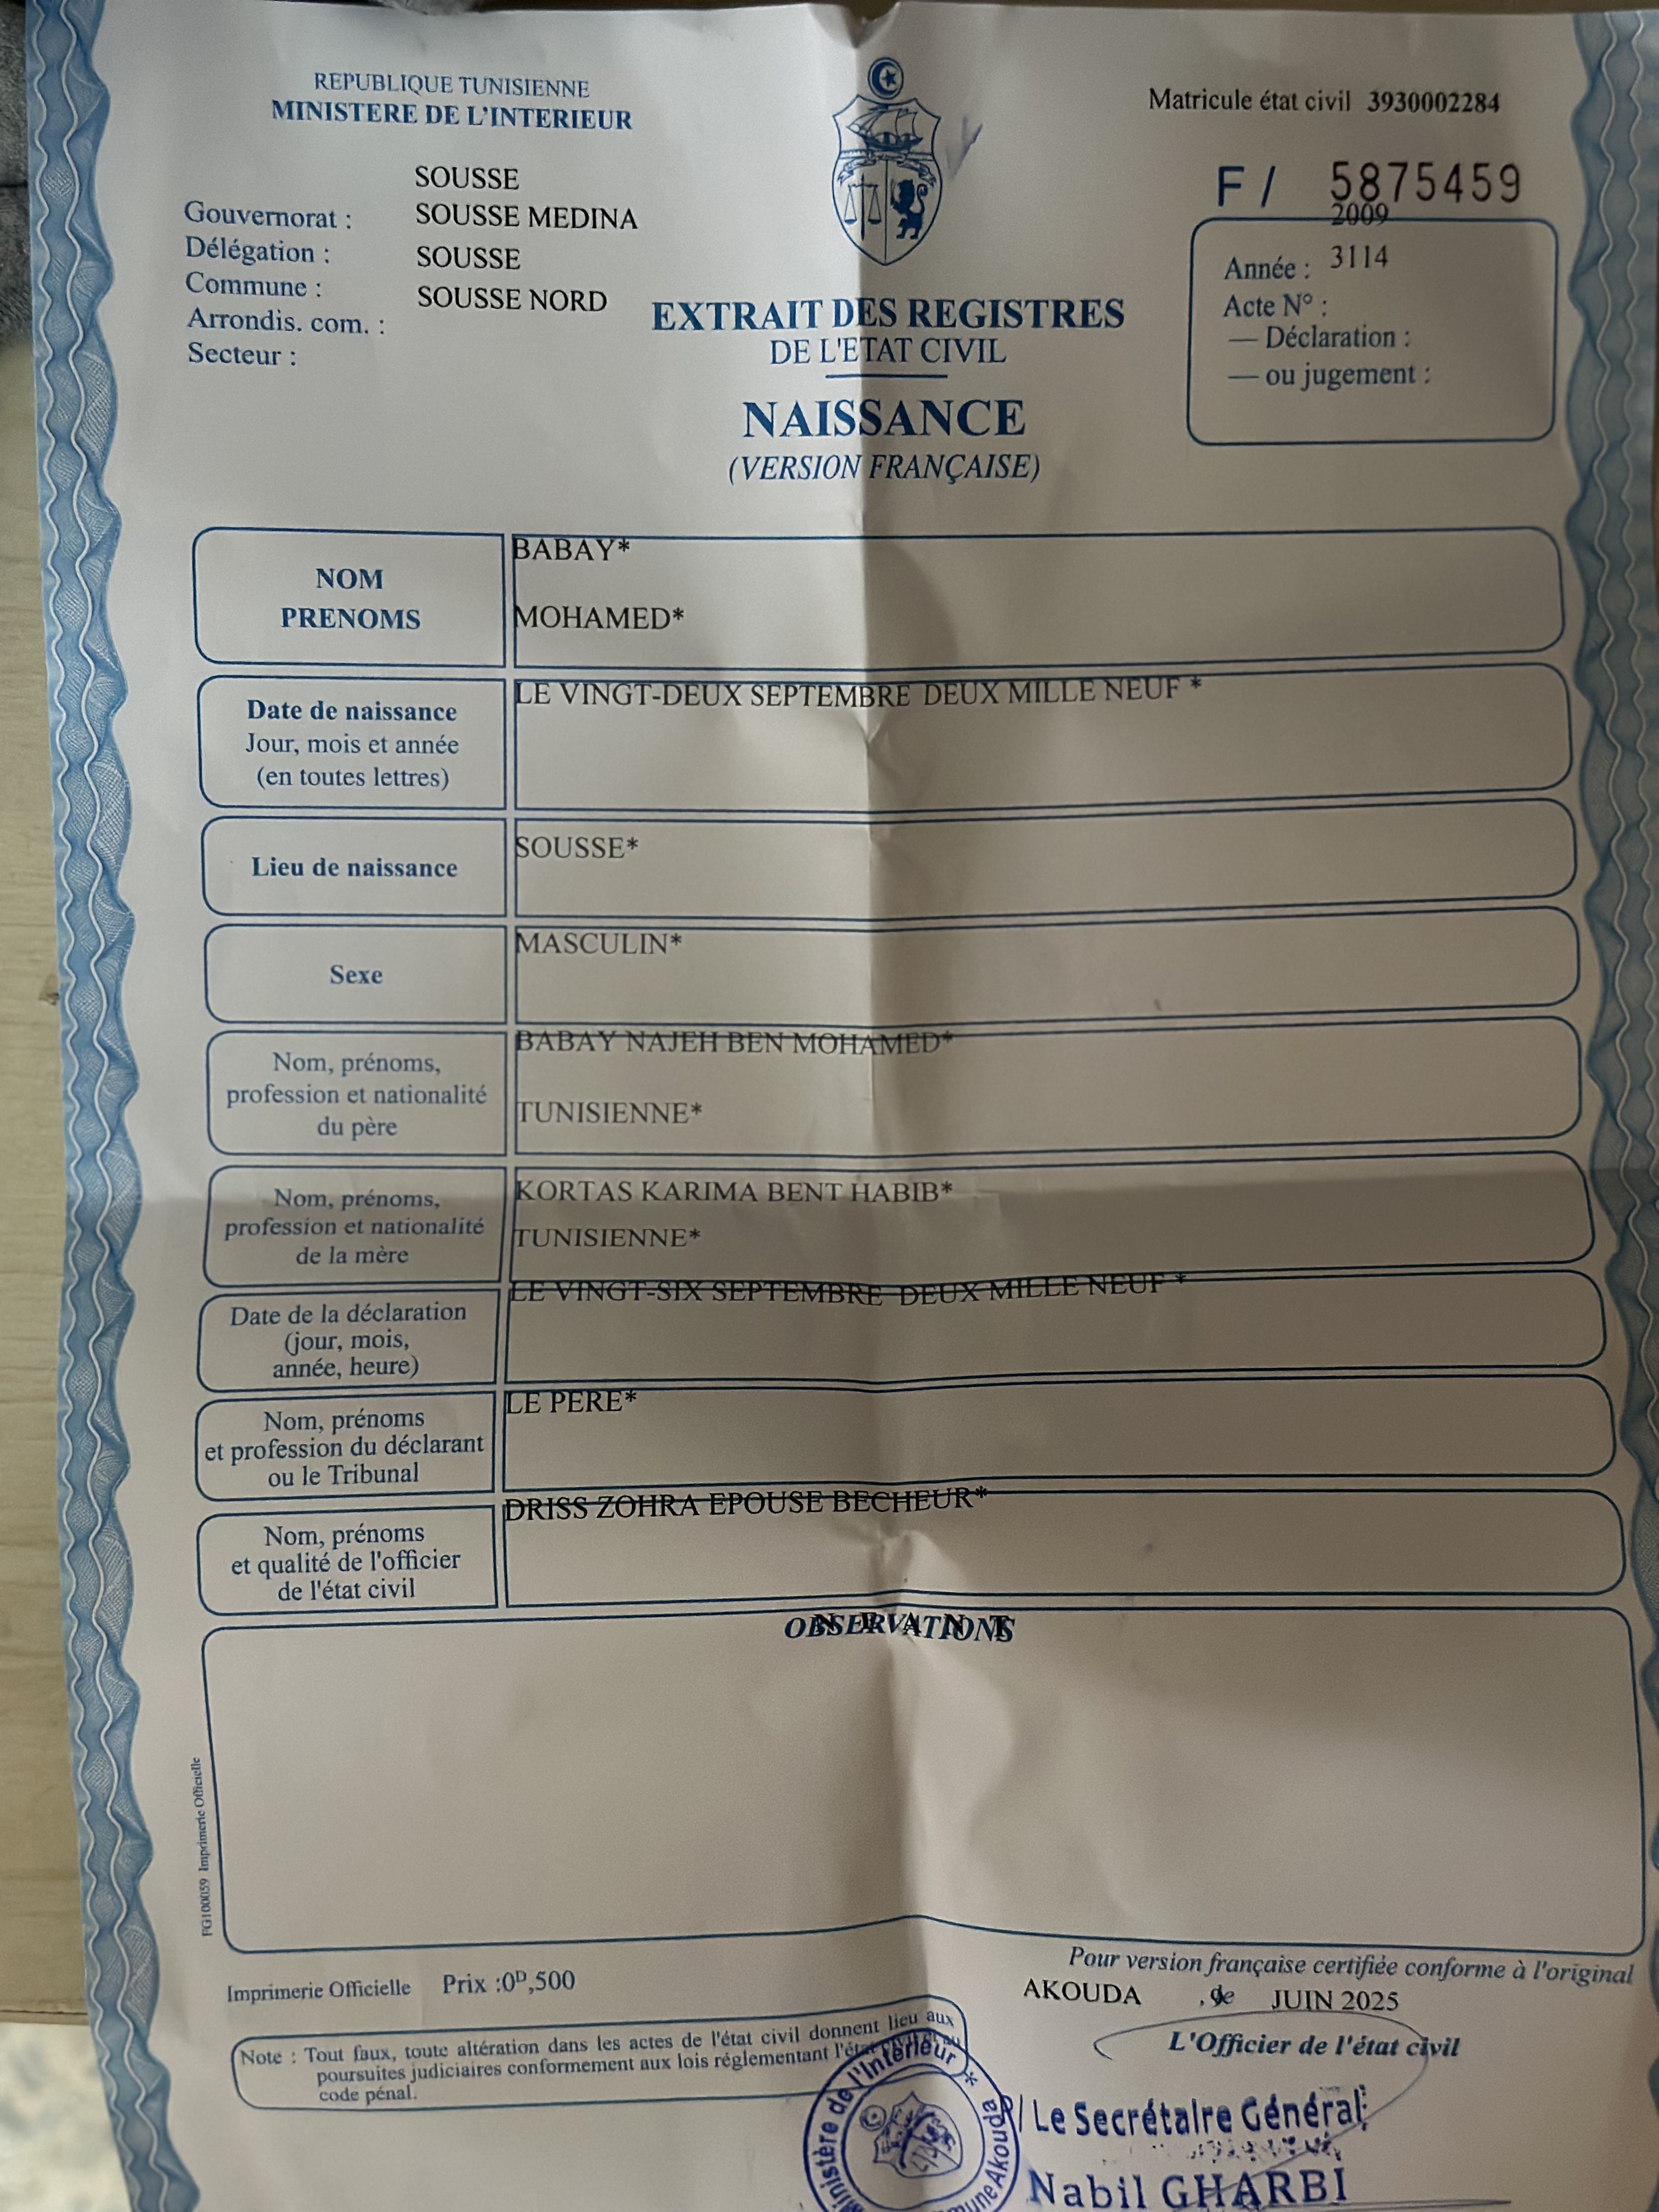 REPUBLIQUE TUNISIENNE
MINISTERE DE L'INTERIEUR
Matricule état civil 3930002284
F / 5875459
SOUSSE
Gouvernorat : SOUSSE MEDINA
Délégation : SOUSSE
Commune : SOUSSE NORD
Arrondis. com. :
Secteur :
2009
Année : 3114
Acte N° :
— Déclaration :
— ou jugement :
EXTRAIT DES REGISTRES
DE L'ETAT CIVIL
NAISSANCE
(VERSION FRANÇAISE)
NOM
PRENOMS
BABAY*
MOHAMED*
Date de naissance
Jour, mois et année
(en toutes lettres)
LE VINGT-DEUX SEPTEMBRE DEUX MILLE NEUF *
Lieu de naissance
SOUSSE*
Sexe
MASCULIN*
Nom, prénoms,
profession et nationalité
du père
BABAY NAJEH BEN MOHAMED*
TUNISIENNE*
Nom, prénoms,
profession et nationalité
de la mère
KORTAS KARIMA BENT HABIB*
TUNISIENNE*
Date de la déclaration
(jour, mois,
année, heure)
LE VINGT-SIX SEPTEMBRE DEUX MILLE NEUF *
Nom, prénoms
et profession du déclarant
ou le Tribunal
LE PERE*
Nom, prénoms
et qualité de l'officier
de l'état civil
DRISS ZOHRA EPOUSE BECHEUR*
OBSERVATIONS
FG100059 Imprimerie Officielle
Imprimerie Officielle Prix :0D,500
Pour version française certifiée conforme à l'original
AKOUDA , le JUIN 2025
L'Officier de l'état civil
Note : Tout faux, toute altération dans les actes de l'état civil donnent lieu aux
poursuites judiciaires conformement aux lois réglementant l'état civil et au
code pénal.
Ministère de l'Intérieur * Commune Akouda
P/ Le Secrétaire Général
Nabil GHARBI